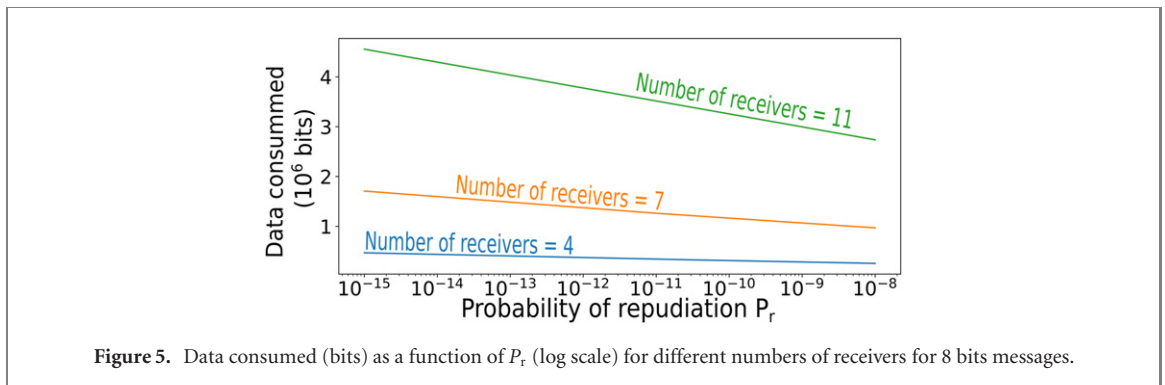 Data consummed
(10⁶ bits)
4
3
2
1
Number of receivers = 11
Number of receivers = 7
Number of receivers = 4
10⁻¹⁵ 10⁻¹⁴ 10⁻¹³ 10⁻¹² 10⁻¹¹ 10⁻¹⁰ 10⁻⁹ 10⁻⁸
Probability of repudiation Pᵣ
Figure 5. Data consumed (bits) as a function of Pᵣ (log scale) for different numbers of receivers for 8 bits messages.